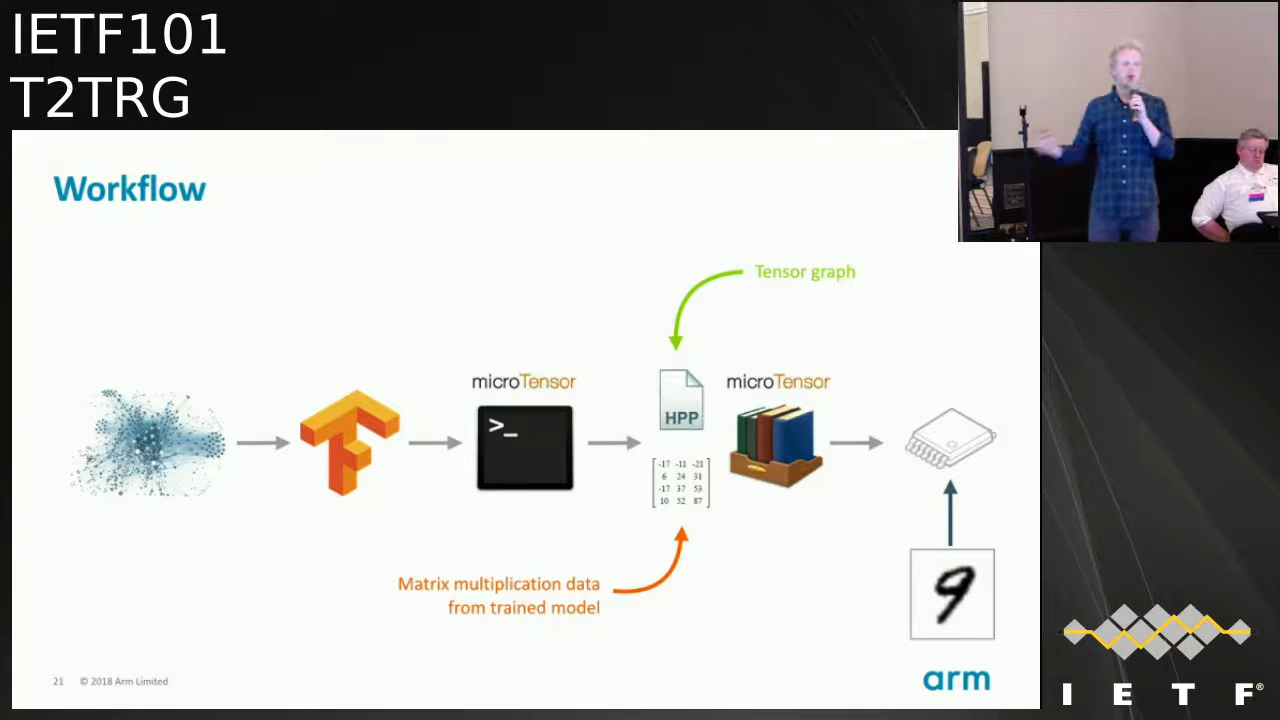 IETF101
T2TRG
Workflow
Tensor graph
microTensor
microTensor
>_
HPP
-17 -11 -21
6 24 31
-17 37 53
10 52 87
Matrix multiplication data
from trained model
9
21 © 2018 Arm Limited
arm
I E T F®